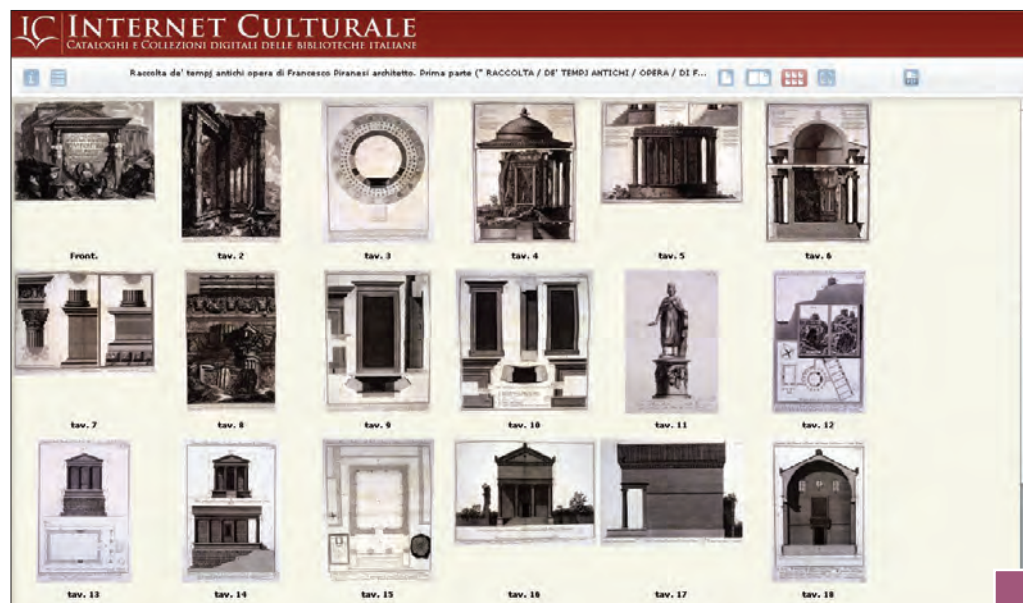 IC INTERNET CULTURALE
CATALOGHI E COLLEZIONI DIGITALI DELLE BIBLIOTECHE ITALIANE
Raccolta de' tempj antichi opera di Francesco Piranesi architetto. Prima parte (" RACCOLTA / DE' TEMPJ ANTICHI / OPERA / DI F...
Front. tav. 2 tav. 3 tav. 4 tav. 5 tav. 6
tav. 7 tav. 8 tav. 9 tav. 10 tav. 11 tav. 12
tav. 13 tav. 14 tav. 15 tav. 16 tav. 17 tav. 18